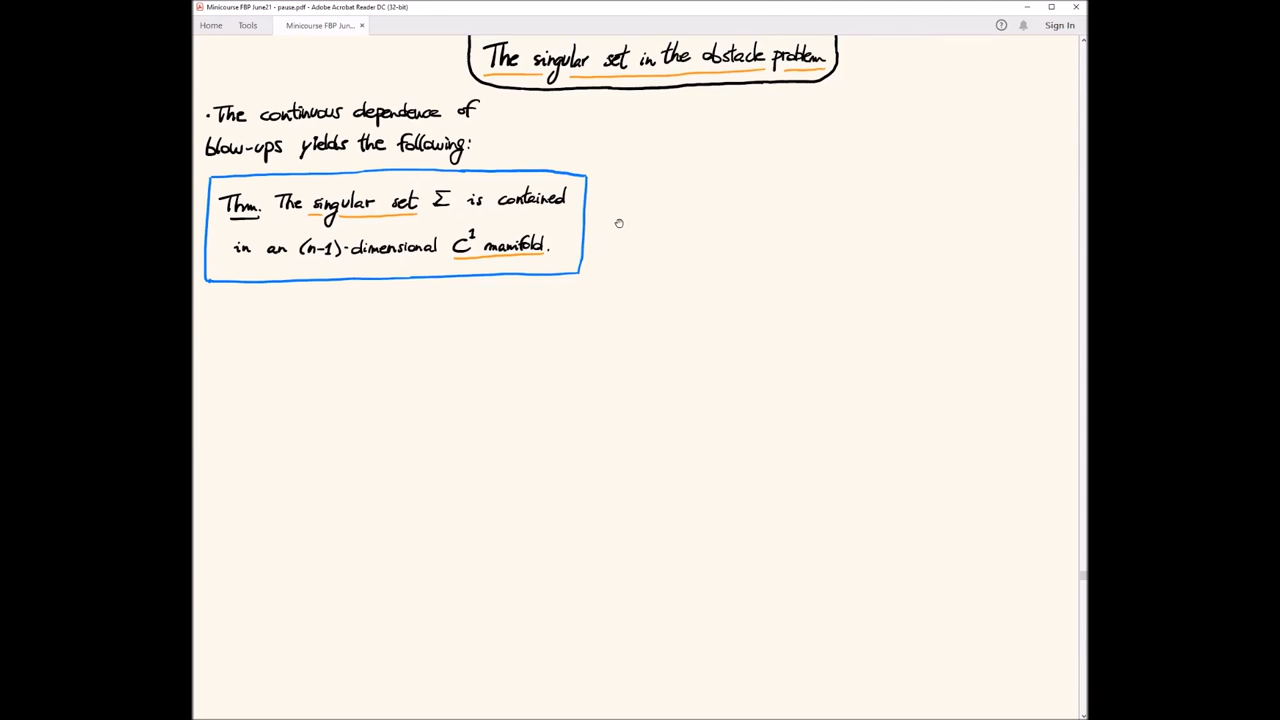 Minicourse FBP June21 - pause.pdf - Adobe Acrobat Reader DC (32-bit)
Home Tools Minicourse FBP Jun... × Sign In
The singular set in the obstacle problem
· The continuous dependence of
blow-ups yields the following:
Thm. The singular set Σ is contained
in an (n-1)-dimensional C¹ manifold.